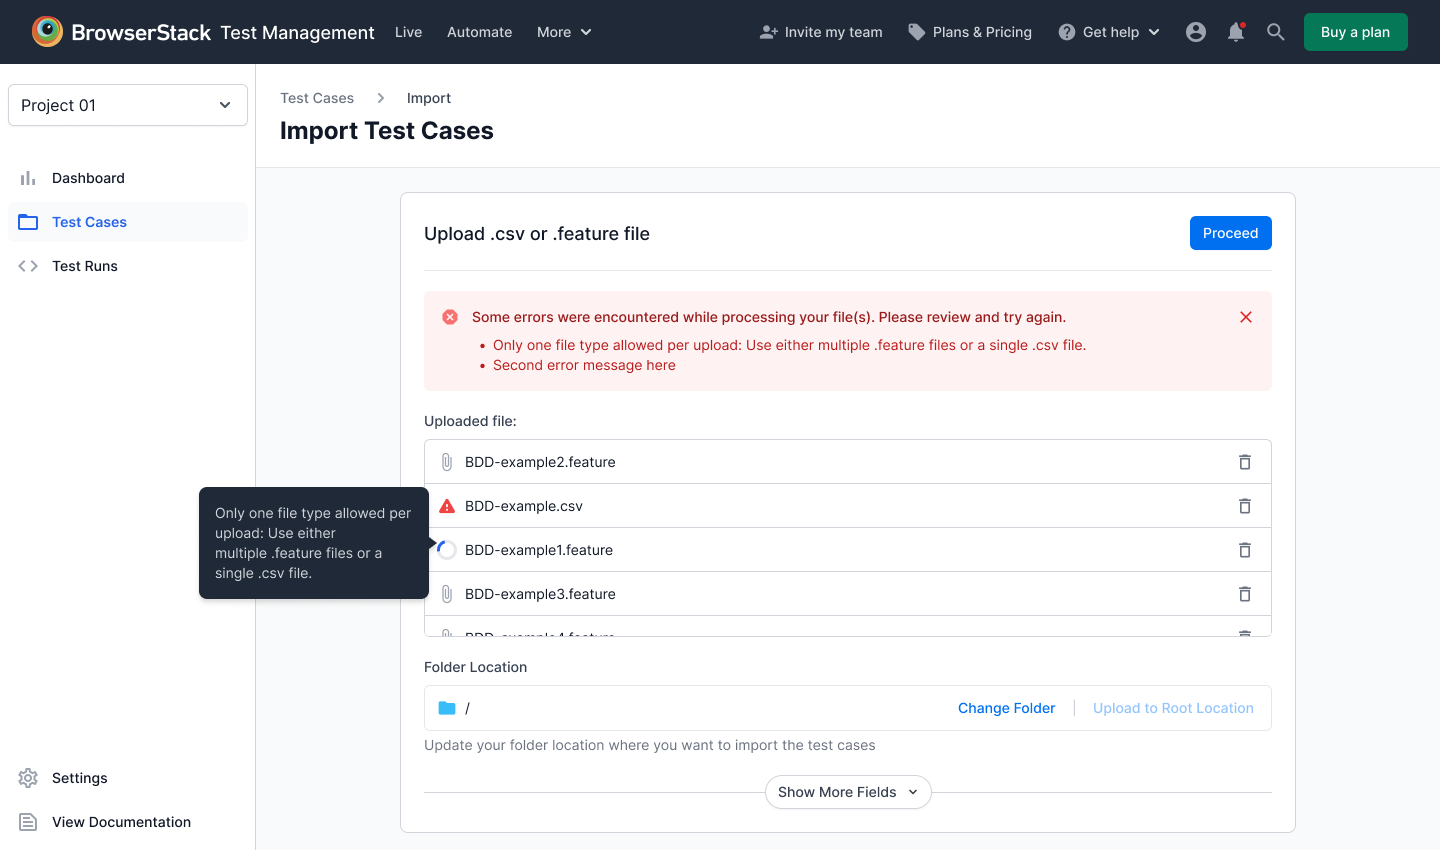 BrowserStack Test Management Live Automate More Invite my team Plans & Pricing Get help Buy a plan
Project 01
Dashboard
Test Cases
Test Runs
Settings
View Documentation
Test Cases Import
Import Test Cases
Upload .csv or .feature file
Proceed
Some errors were encountered while processing your file(s). Please review and try again.
• Only one file type allowed per upload: Use either multiple .feature files or a single .csv file.
• Second error message here
Uploaded file:
BDD-example2.feature
BDD-example.csv
BDD-example1.feature
BDD-example3.feature
BDD-example4.feature
Only one file type allowed per
upload: Use either
multiple .feature files or a
single .csv file.
Folder Location
/
Change Folder Upload to Root Location
Update your folder location where you want to import the test cases
Show More Fields